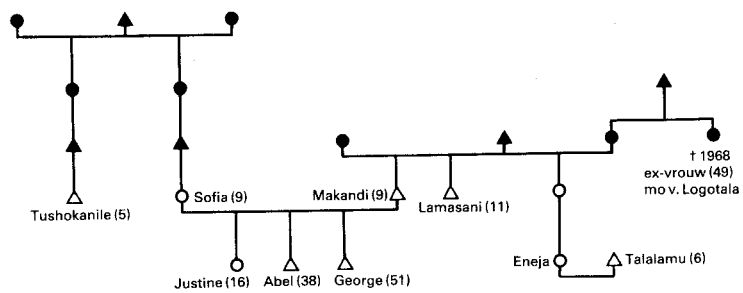 † 1968
ex-vrouw (49)
mo v. Logotala
Sofia (9)
Makandi (9)
Lamasani (11)
Tushokanile (5)
Eneja
Talalamu (6)
Justine (16)
Abel (38)
George (51)